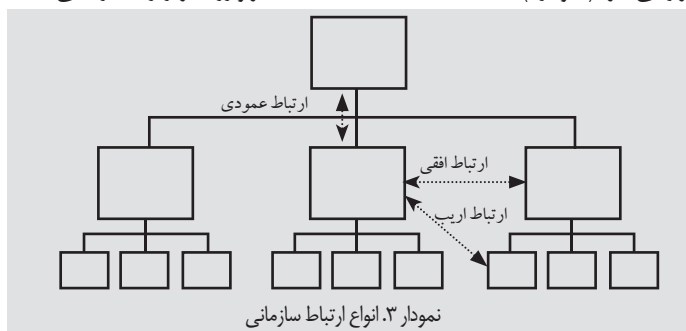 ارتباط عمودی
ارتباط افقی
ارتباط اریب
نمودار ۳. انواع ارتباط سازمانی